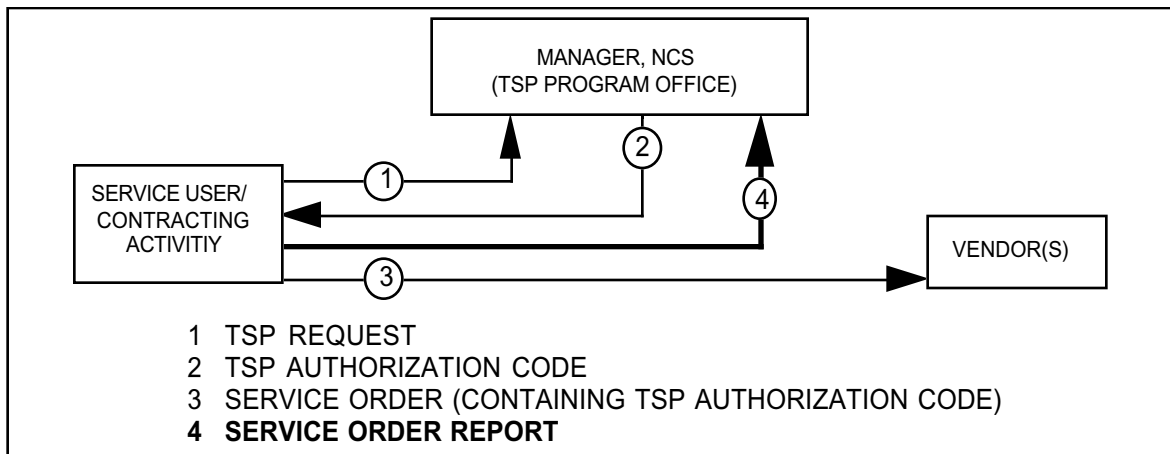 MANAGER, NCS
(TSP PROGRAM OFFICE)
2
1
SERVICE USER/
CONTRACTING
ACTIVITIY
4
VENDOR(S)
3
1 TSP REQUEST
2 TSP AUTHORIZATION CODE
3 SERVICE ORDER (CONTAINING TSP AUTHORIZATION CODE)
4 SERVICE ORDER REPORT